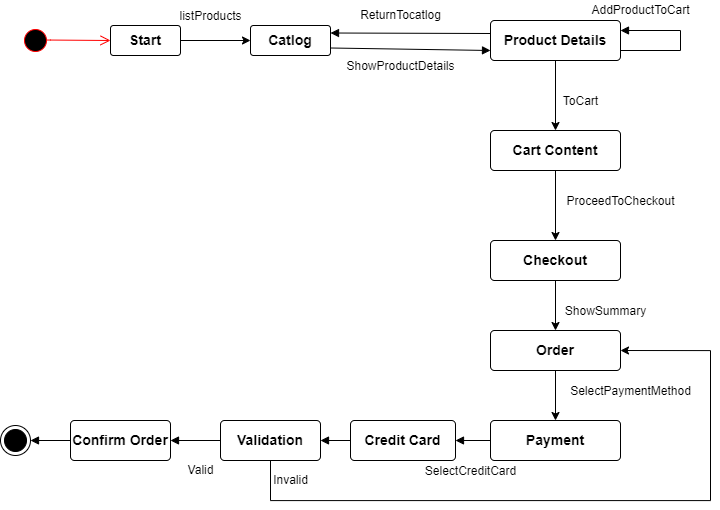 AddProductToCart
listProducts
ReturnTocatlog
Start
Catlog
Product Details
ShowProductDetails
ToCart
Cart Content
ProceedToCheckout
Checkout
ShowSummary
Order
SelectPaymentMethod
Confirm Order
Validation
Credit Card
Payment
Valid
Invalid
SelectCreditCard